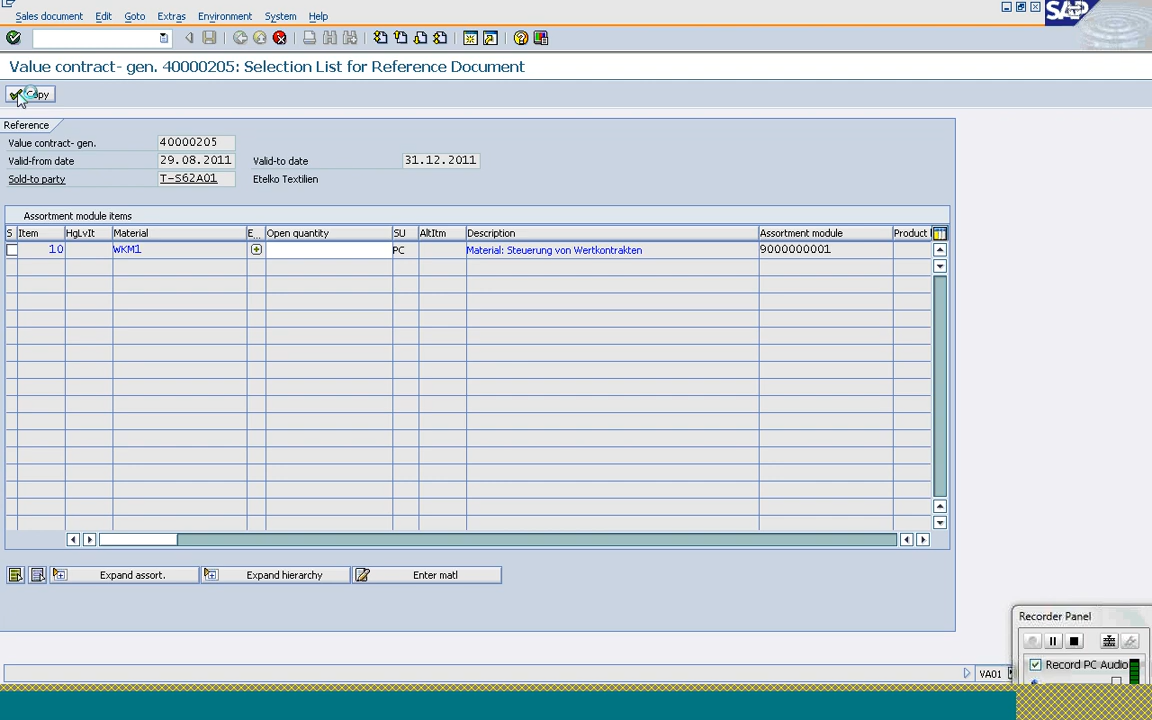 Sales document Edit Goto Extras Environment System Help
SAP
Value contract- gen. 40000205: Selection List for Reference Document
Copy
Reference
Value contract- gen. 40000205
Valid-from date 29.08.2011 Valid-to date 31.12.2011
Sold-to party T-S62A01 Etelko Textilien
Assortment module items
S Item HgLvIt Material E... Open quantity SU AltItm Description Assortment module Product
10 WKM1 PC Material: Steuerung von Wertkontrakten 9000000001
Expand assort. Expand hierarchy Enter matl
Recorder Panel
Record PC Audio
VA01